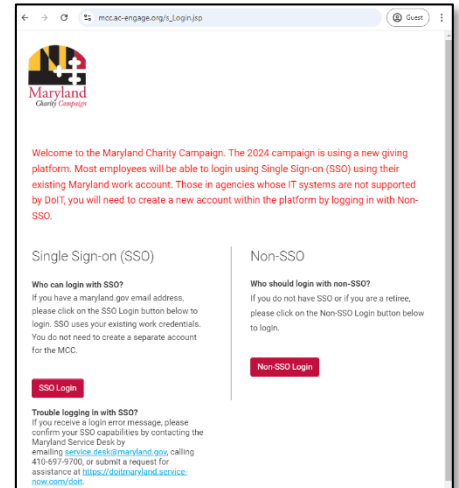 mcc.ac-engage.org/s_Login.jsp
Guest
Maryland
Charity Campaign
Welcome to the Maryland Charity Campaign. The 2024 campaign is using a new giving
platform. Most employees will be able to login using Single Sign-on (SSO) using their
existing Maryland work account. Those in agencies whose IT systems are not supported
by DoIT, you will need to create a new account within the platform by logging in with Non-
SSO.
Single Sign-on (SSO)
Who can login with SSO?
If you have a maryland.gov email address,
please click on the SSO Login button below to
login. SSO uses your existing work credentials.
You do not need to create a separate account
for the MCC.
SSO Login
Trouble logging in with SSO?
If you receive a login error message, please
confirm your SSO capabilities by contacting the
Maryland Service Desk by
emailing service.desk@maryland.gov, calling
410-697-9700, or submit a request for
assistance at https://doitmaryland.service-
now.com/doit.
Non-SSO
Who should login with non-SSO?
If you do not have SSO or if you are a retiree,
please click on the Non-SSO Login button below
to login.
Non-SSO Login